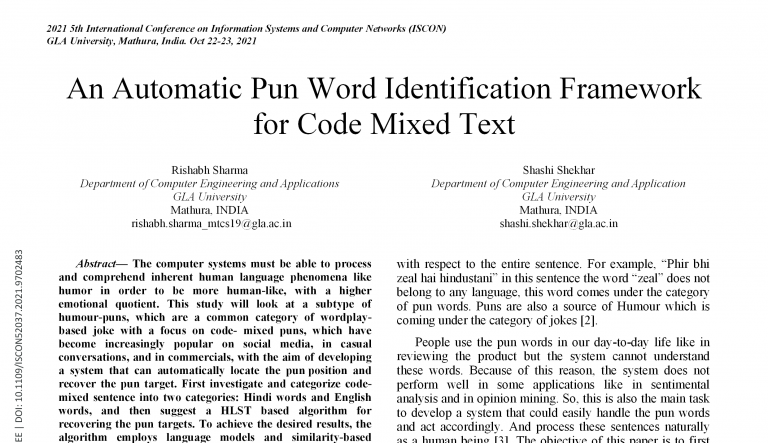 2021 5th International Conference on Information Systems and Computer Networks (ISCON)
GLA University, Mathura, India. Oct 22-23, 2021
An Automatic Pun Word Identification Framework
for Code Mixed Text
Rishabh Sharma
Department of Computer Engineering and Applications
GLA University
Mathura, INDIA
rishabh.sharma_mtcs19@gla.ac.in
Shashi Shekhar
Department of Computer Engineering and Application
GLA University
Mathura, INDIA
shashi.shekhar@gla.ac.in
Abstract— The computer systems must be able to process
and comprehend inherent human language phenomena like
humor in order to be more human-like, with a higher
emotional quotient. This study will look at a subtype of
humour-puns, which are a common category of wordplay-
based joke with a focus on code- mixed puns, which have
become increasingly popular on social media, in casual
conversations, and in commercials, with the aim of developing
a system that can automatically locate the pun position and
recover the pun target. First investigate and categorize code-
mixed sentence into two categories: Hindi words and English
words, and then suggest a HLST based algorithm for
recovering the pun targets. To achieve the desired results, the
algorithm employs language models and similarity-based
with respect to the entire sentence. For example, “Phir bhi
zeal hai hindustani” in this sentence the word “zeal” does not
belong to any language, this word comes under the category
of pun words. Puns are also a source of Humour which is
coming under the category of jokes [2].
People use the pun words in our day-to-day life like in
reviewing the product but the system cannot understand
these words. Because of this reason, the system does not
perform well in some applications like in sentimental
analysis and in opinion mining. So, this is also the main task
to develop a system that could easily handle the pun words
and act accordingly. And process these sentences naturally
as a human being [3]. The objective of this paper is to first
EE | DOI: 10.1109/ISCON52037.2021.9702483